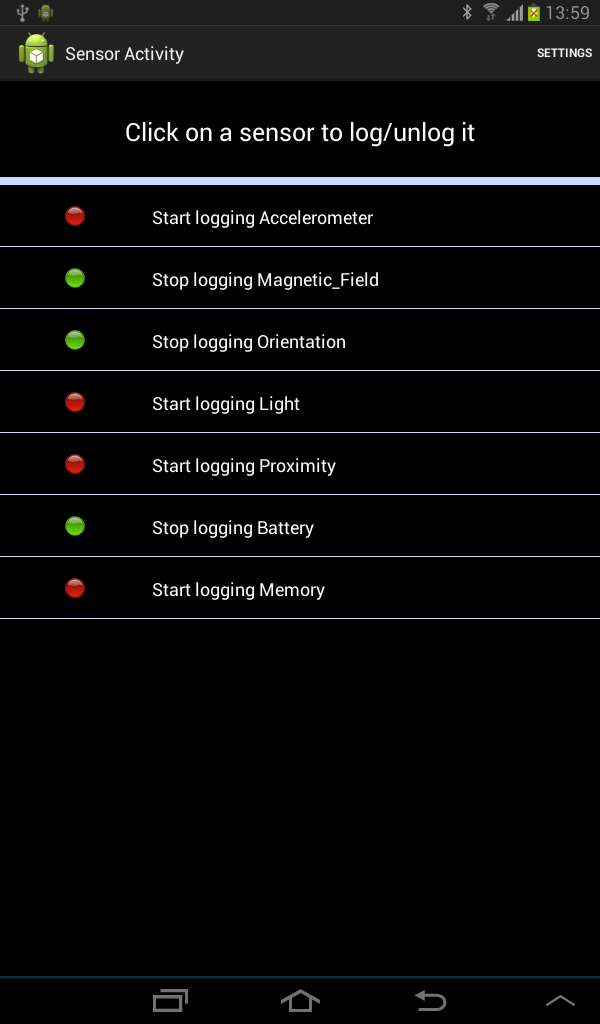 13:59
Sensor Activity
SETTINGS
Click on a sensor to log/unlog it
Start logging Accelerometer
Stop logging Magnetic_Field
Stop logging Orientation
Start logging Light
Start logging Proximity
Stop logging Battery
Start logging Memory